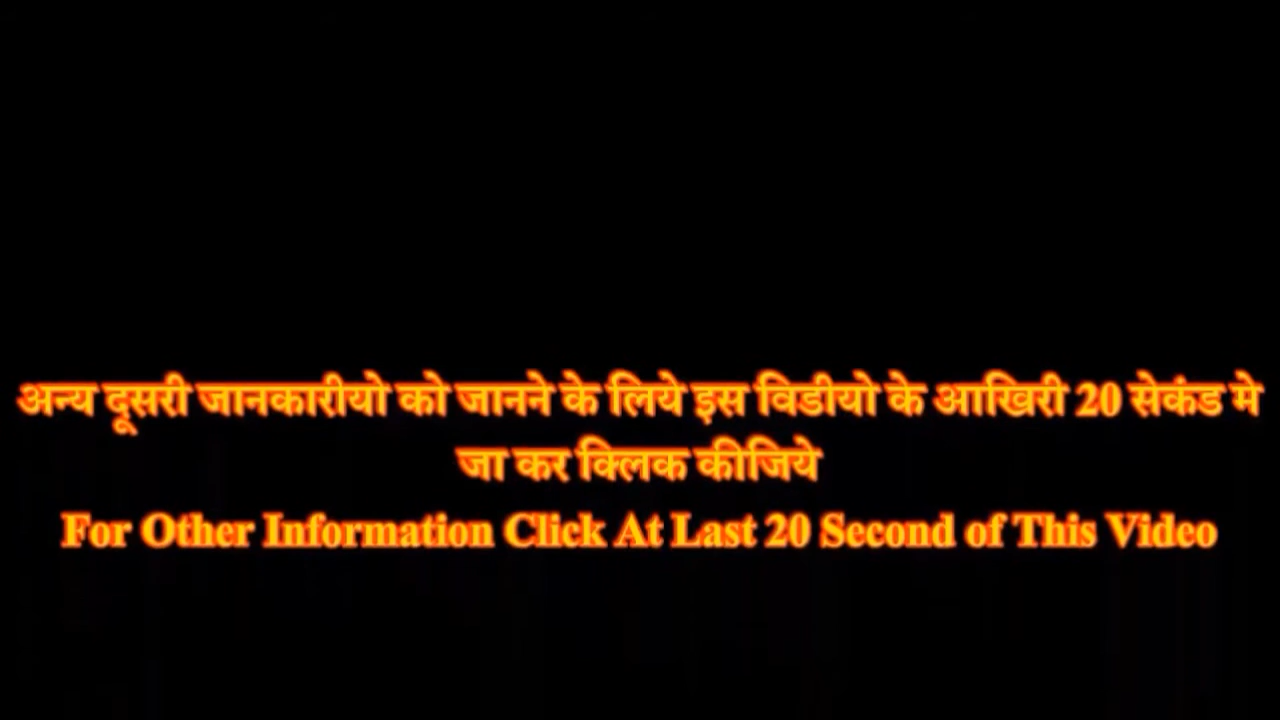 अन्य दूसरी जानकारीयो को जानने के लिये इस विडीयो के आखिरी 20 सेकंड मे
जा कर क्लिक कीजिये
For Other Information Click At Last 20 Second of This Video